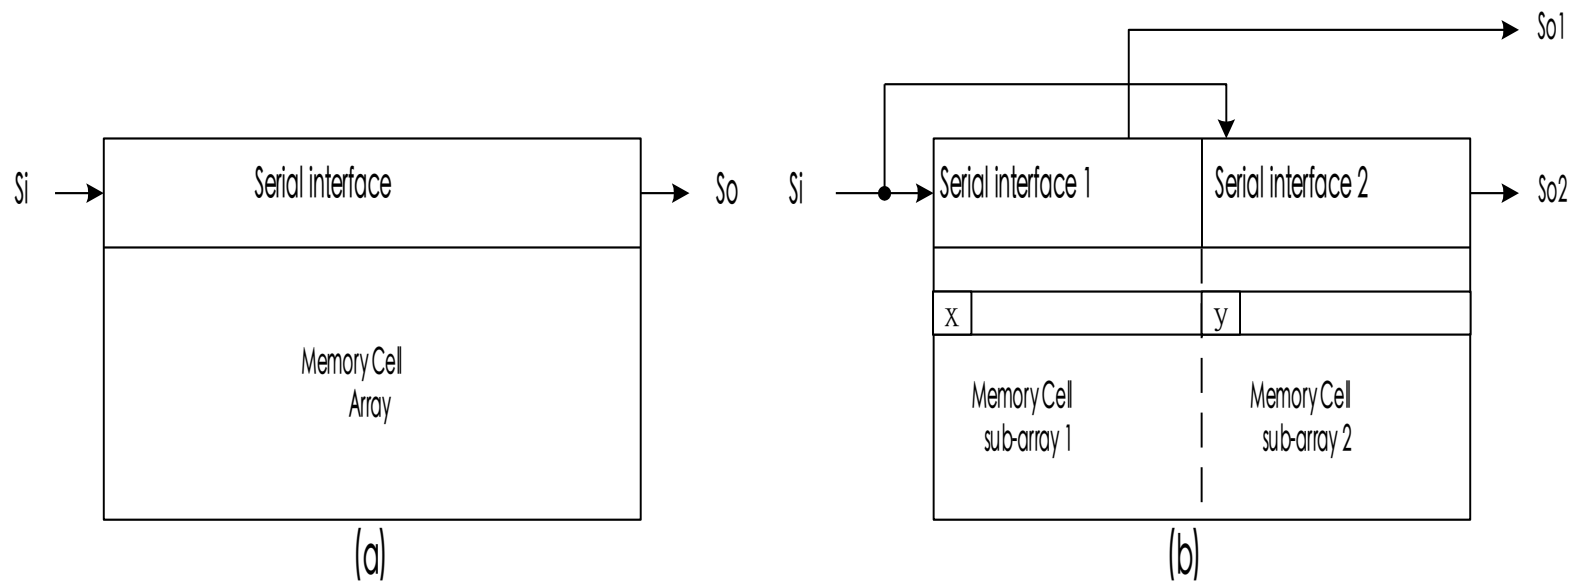 So1
Si
Serial interface
So
Si
Serial interface 1
Serial interface 2
So2
x
y
Memory Cell
Array
Memory Cell
sub-array 1
Memory Cell
sub-array 2
(a)
(b)